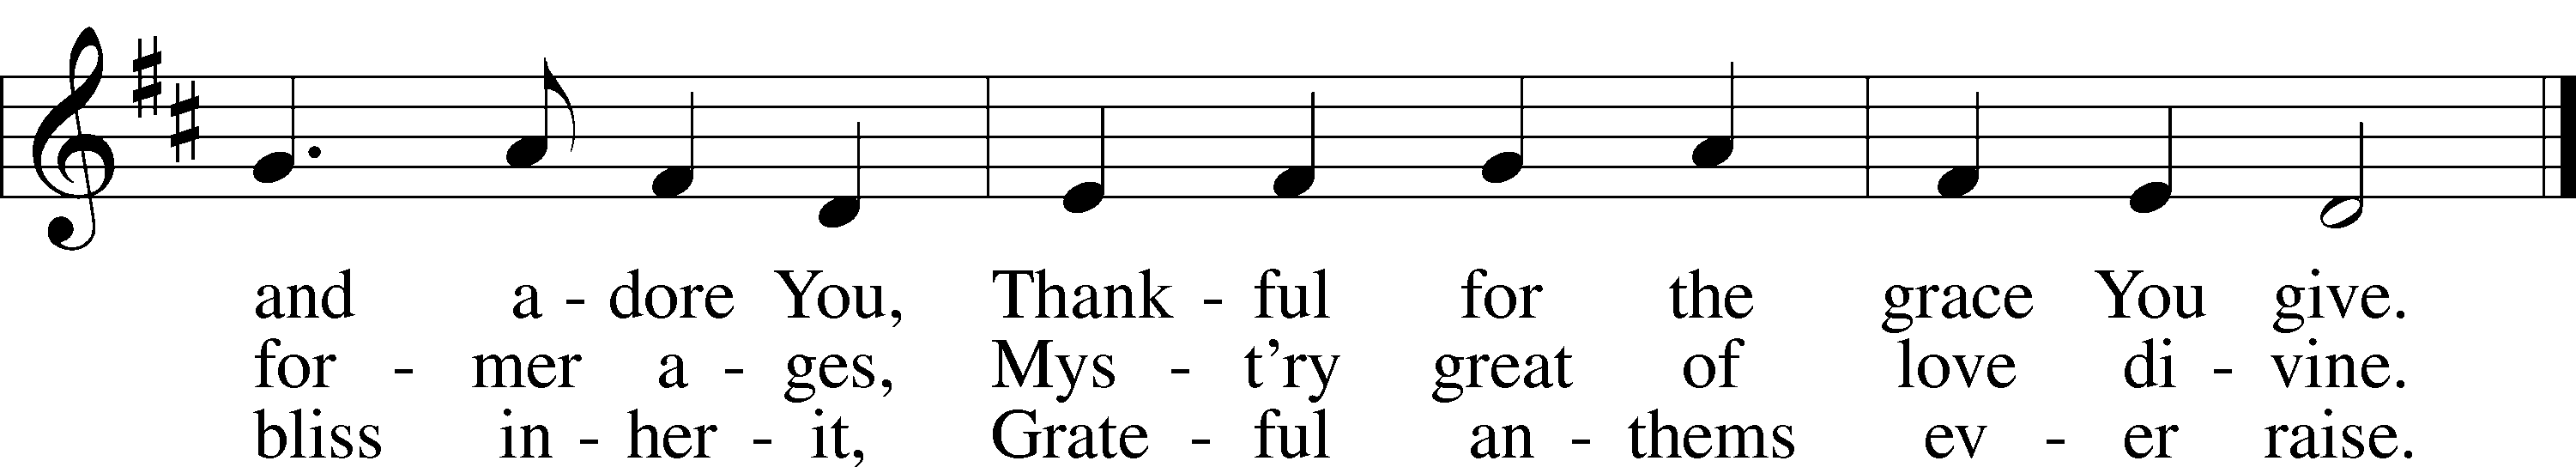 and a - dore You, Thank - ful for the grace You give.
for - mer a - ges, Mys - t’ry great of love di - vine.
bliss in - her - it, Grate - ful an - thems ev - er raise.